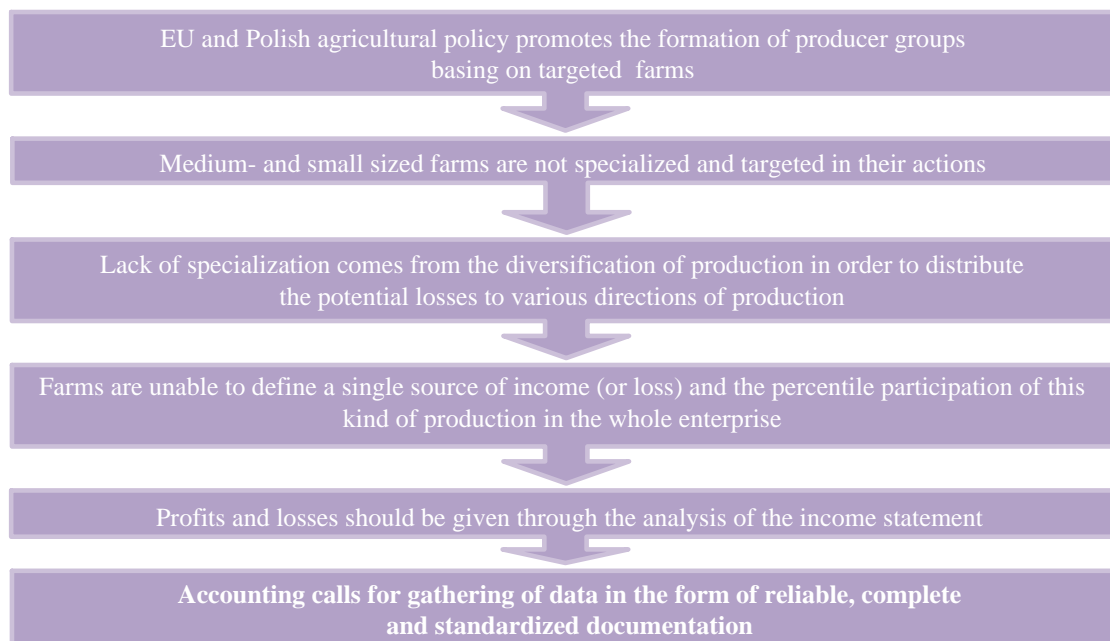 EU and Polish agricultural policy promotes the formation of producer groups
basing on targeted farms
Medium- and small sized farms are not specialized and targeted in their actions
Lack of specialization comes from the diversification of production in order to distribute
the potential losses to various directions of production
Farms are unable to define a single source of income (or loss) and the percentile participation of this
kind of production in the whole enterprise
Profits and losses should be given through the analysis of the income statement
Accounting calls for gathering of data in the form of reliable, complete
and standardized documentation